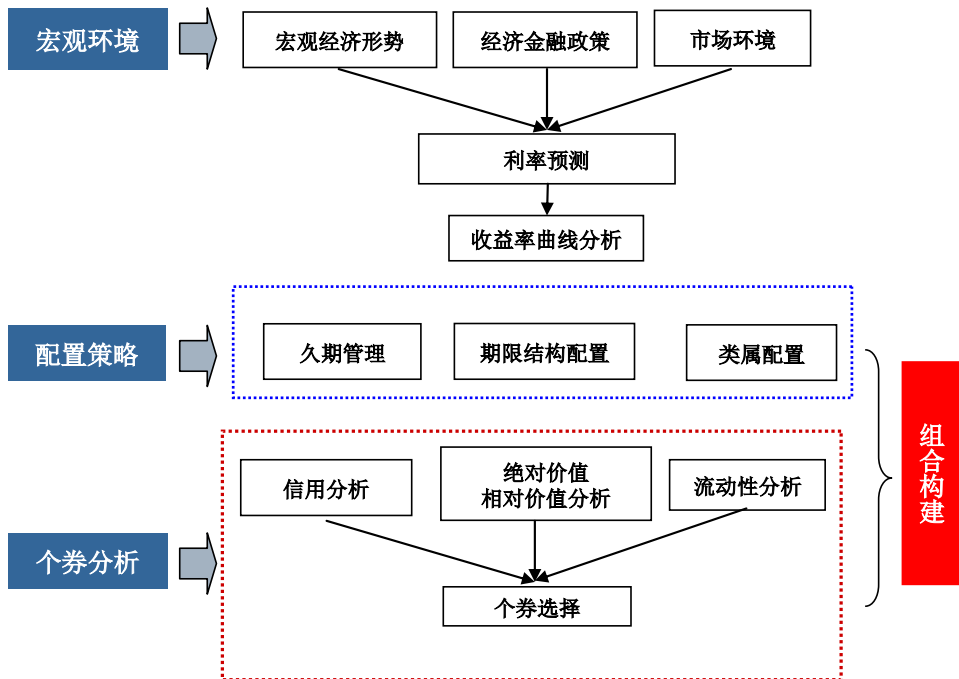 宏观环境
宏观经济形势
经济金融政策
市场环境
利率预测
收益率曲线分析
配置策略
久期管理
期限结构配置
类属配置
组合构建
个券分析
信用分析
绝对价值
相对价值分析
流动性分析
个券选择